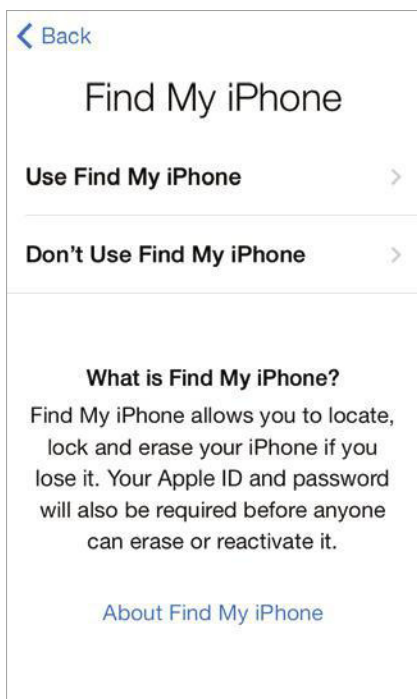 Back
Find My iPhone
Use Find My iPhone
Don't Use Find My iPhone
What is Find My iPhone?
Find My iPhone allows you to locate,
lock and erase your iPhone if you
lose it. Your Apple ID and password
will also be required before anyone
can erase or reactivate it.
About Find My iPhone